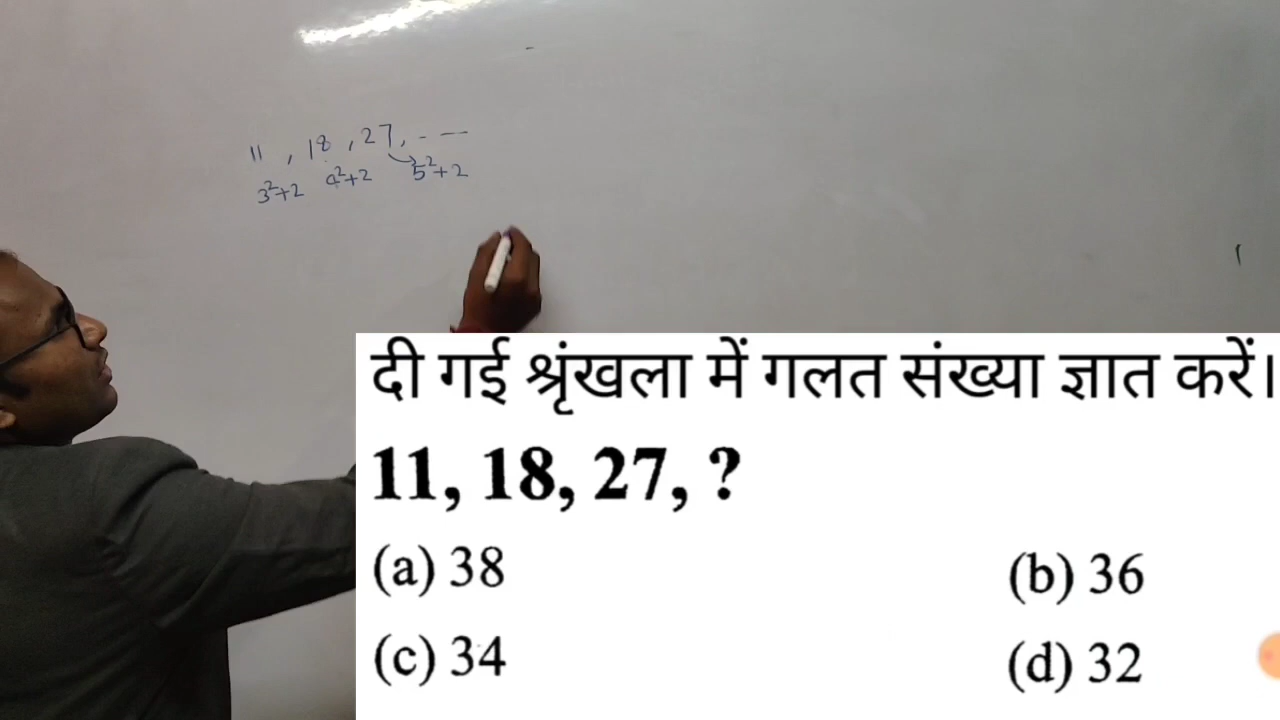 11, 18, 27, - —
3²+2 4²+2 5²+2
दी गई श्रृंखला में गलत संख्या ज्ञात करें।
11, 18, 27, ?
(a) 38 (b) 36
(c) 34 (d) 32